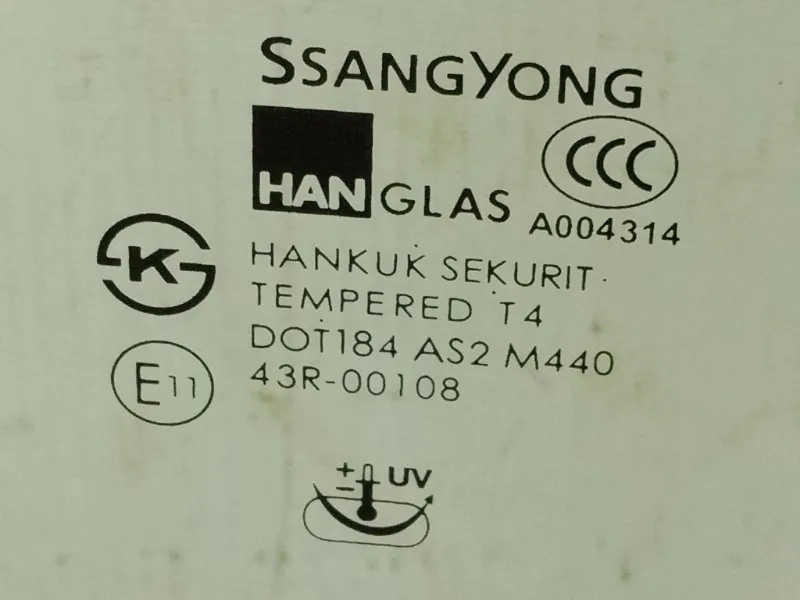 SSANGYONG
HANGLAS
CCC
A004314
K
HANKUK SEKURIT
TEMPERED T4
DOT184 AS2 M440
E11
43R-00108
+
-
UV